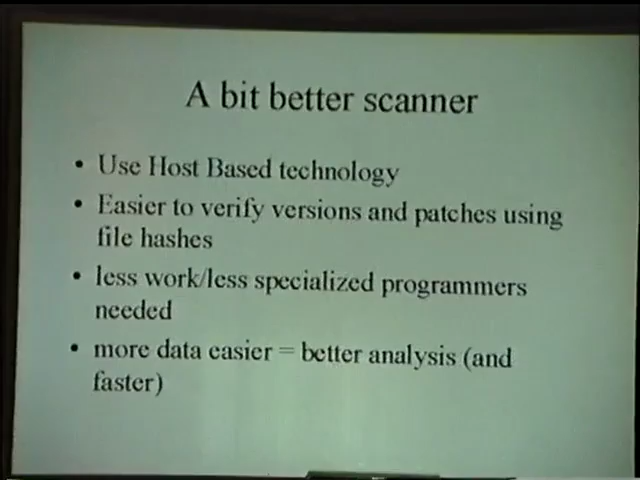 A bit better scanner
• Use Host Based technology
• Easier to verify versions and patches using
file hashes
• less work/less specialized programmers
needed
• more data easier = better analysis (and
faster)